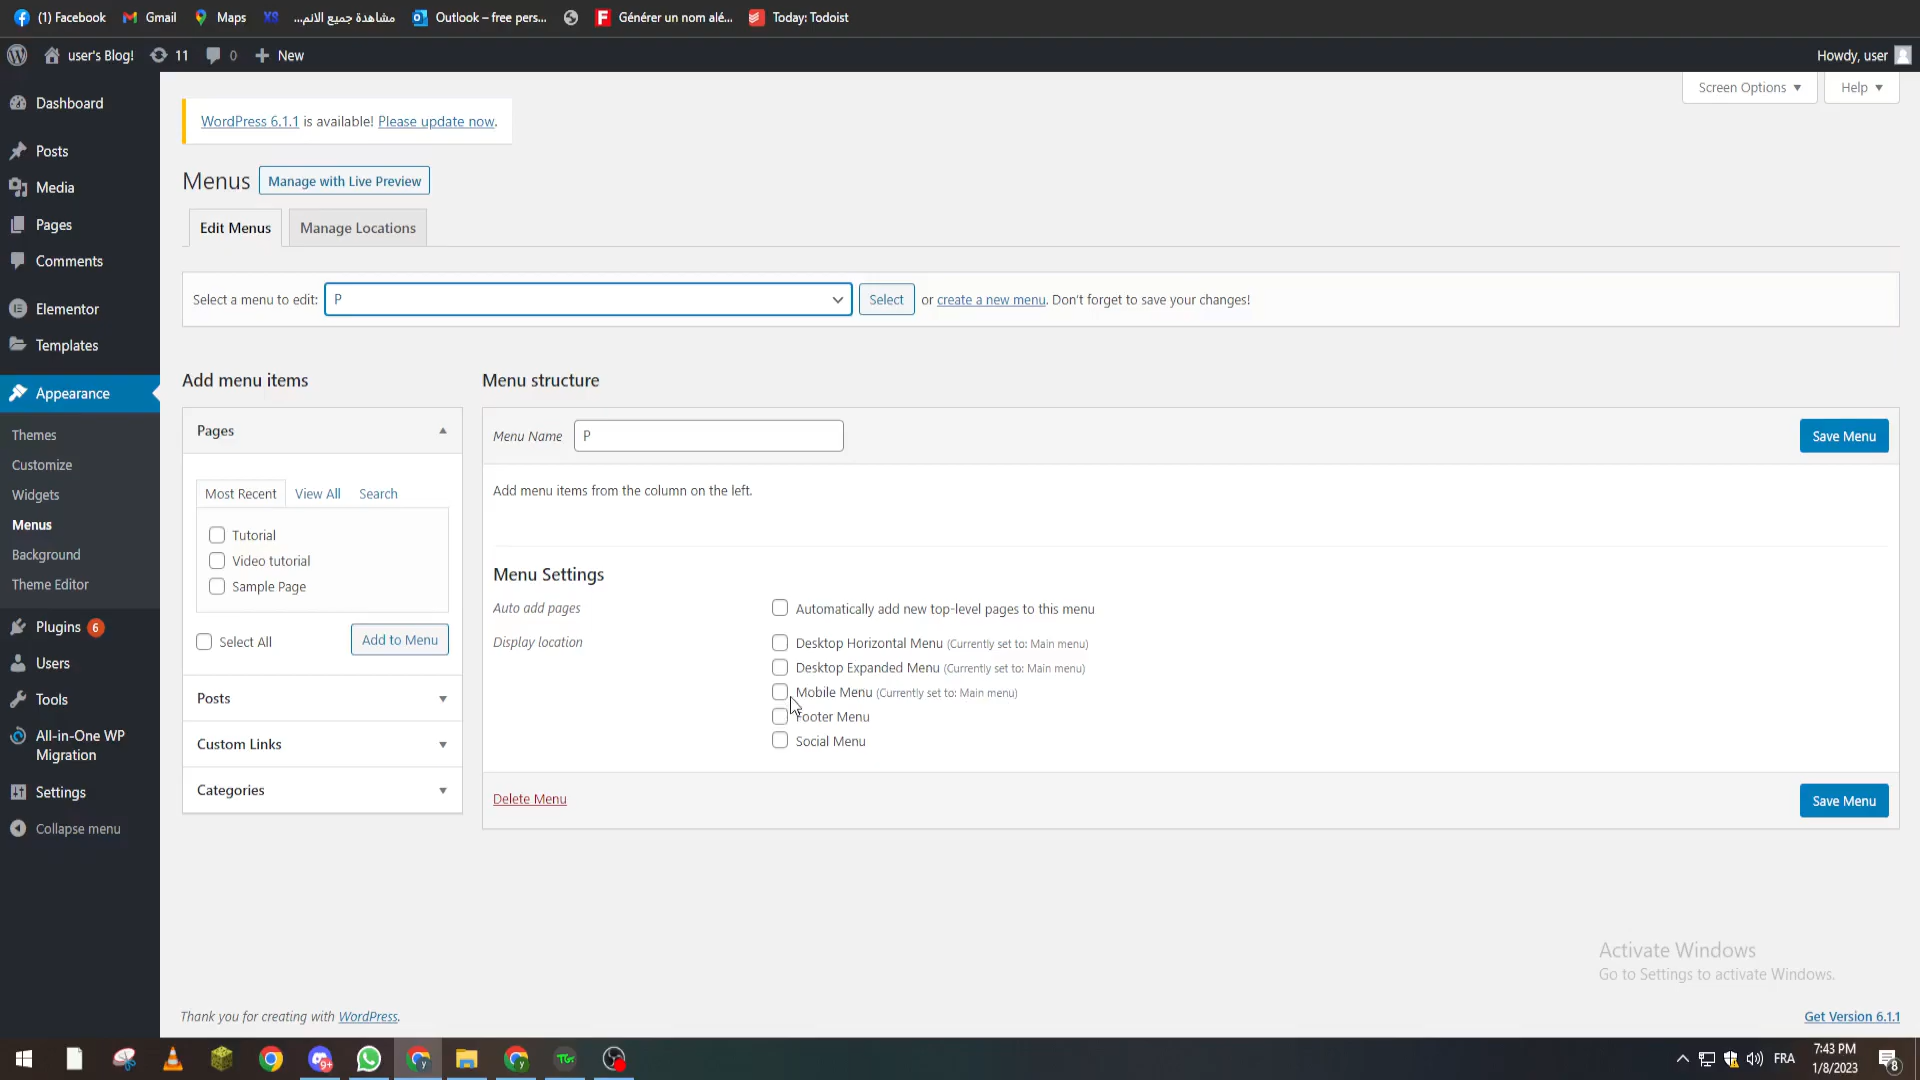 (1) Facebook Gmail Maps مشاهدة جميع الانم... Outlook – free pers... Générer un nom alé... Today: Todoist
user's Blog! 11 0 New Howdy, user
Screen Options Help
Dashboard
WordPress 6.1.1 is available! Please update now.
Posts
Menus Manage with Live Preview
Media
Pages
Edit Menus Manage Locations
Comments
Select a menu to edit: P Select or create a new menu. Don't forget to save your changes!
Elementor
Templates
Add menu items Menu structure
Appearance
Themes
Pages
Menu Name P Save Menu
Customize
Widgets
Most Recent View All Search
Add menu items from the column on the left.
Menus
Tutorial
Background
Video tutorial
Theme Editor
Sample Page
Menu Settings
Auto add pages Automatically add new top-level pages to this menu
Plugins 6
Select All Add to Menu
Display location Desktop Horizontal Menu (Currently set to: Main menu)
Users
Desktop Expanded Menu (Currently set to: Main menu)
Tools
Posts
Mobile Menu (Currently set to: Main menu)
Footer Menu
All-in-One WP
Migration
Custom Links
Social Menu
Settings
Categories
Delete Menu Save Menu
Collapse menu
Activate Windows
Go to Settings to activate Windows.
Thank you for creating with WordPress. Get Version 6.1.1
9+ TGF FRA 7:43 PM
1/8/2023 8